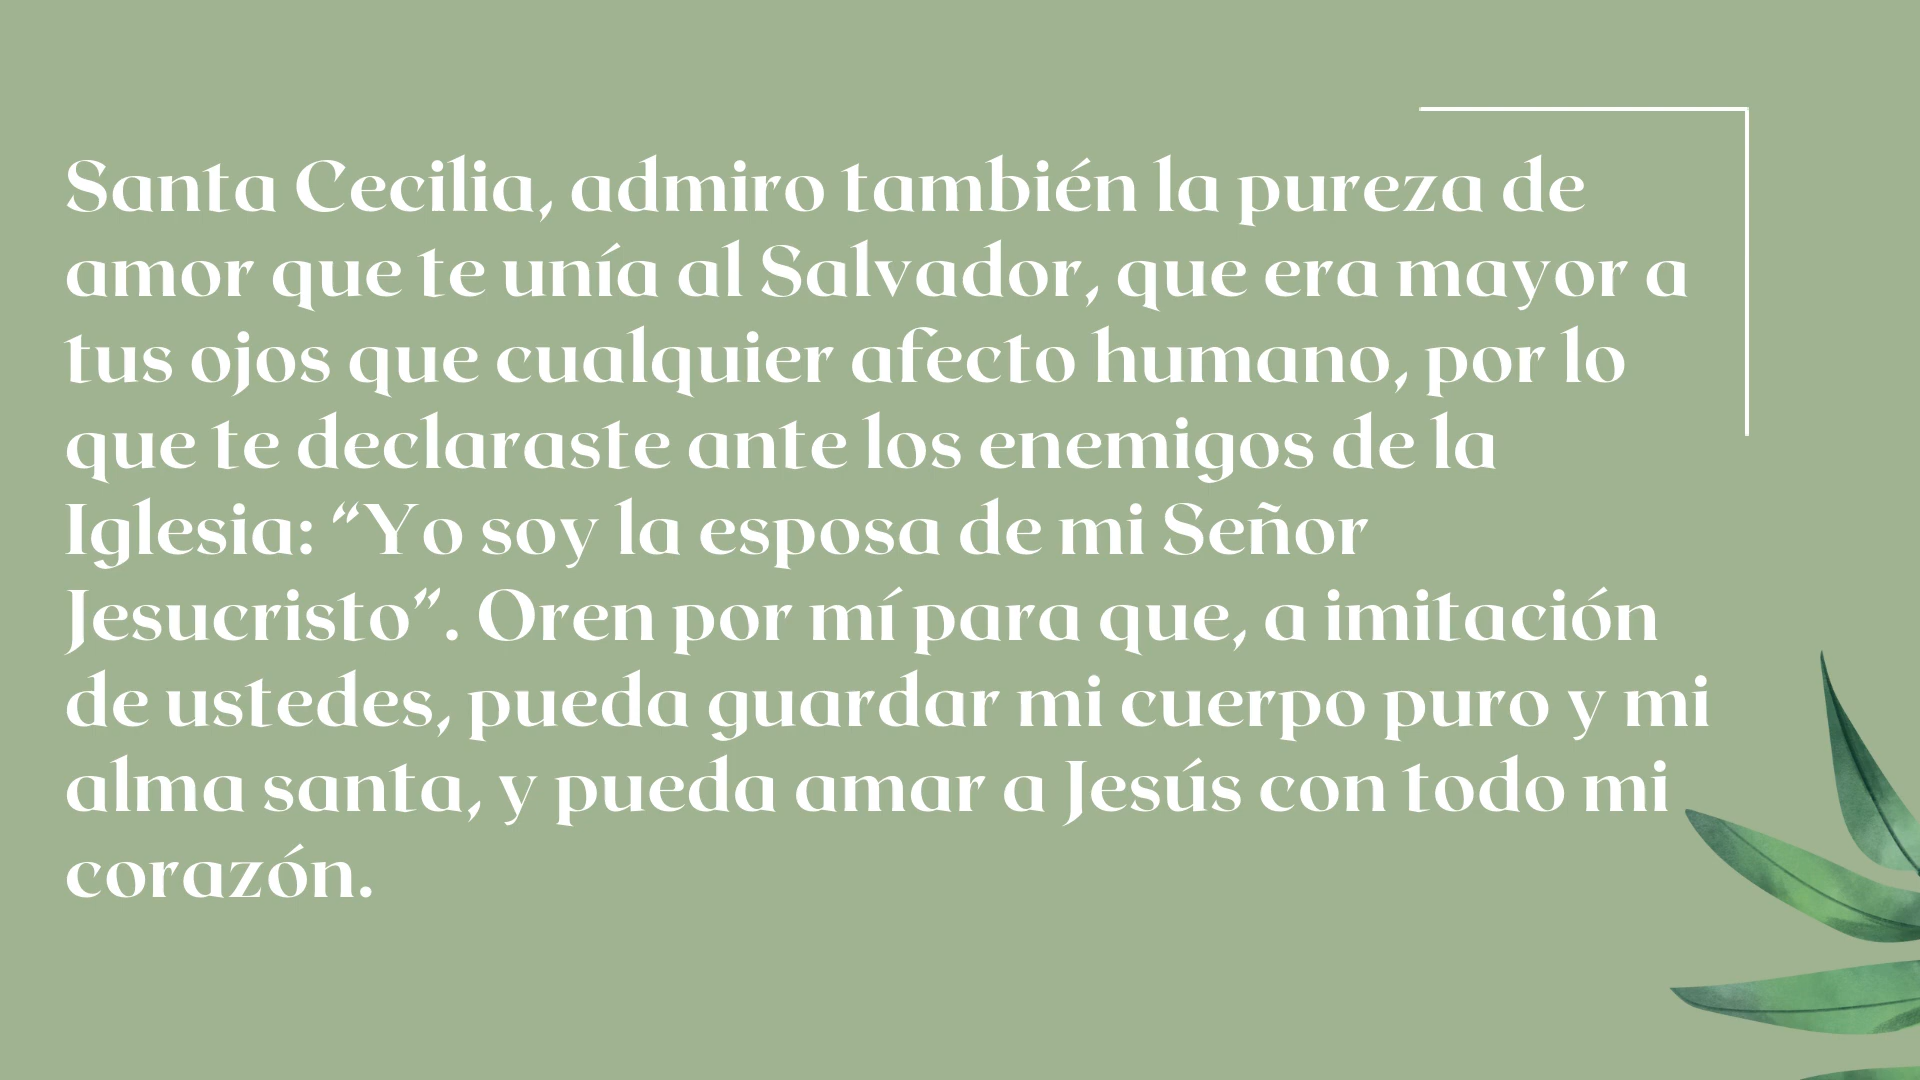 Santa Cecilia, admiro también la pureza de
amor que te unía al Salvador, que era mayor a
tus ojos que cualquier afecto humano, por lo
que te declaraste ante los enemigos de la
Iglesia: “Yo soy la esposa de mi Señor
Jesucristo”. Oren por mí para que, a imitación
de ustedes, pueda guardar mi cuerpo puro y mi
alma santa, y pueda amar a Jesús con todo mi
corazón.